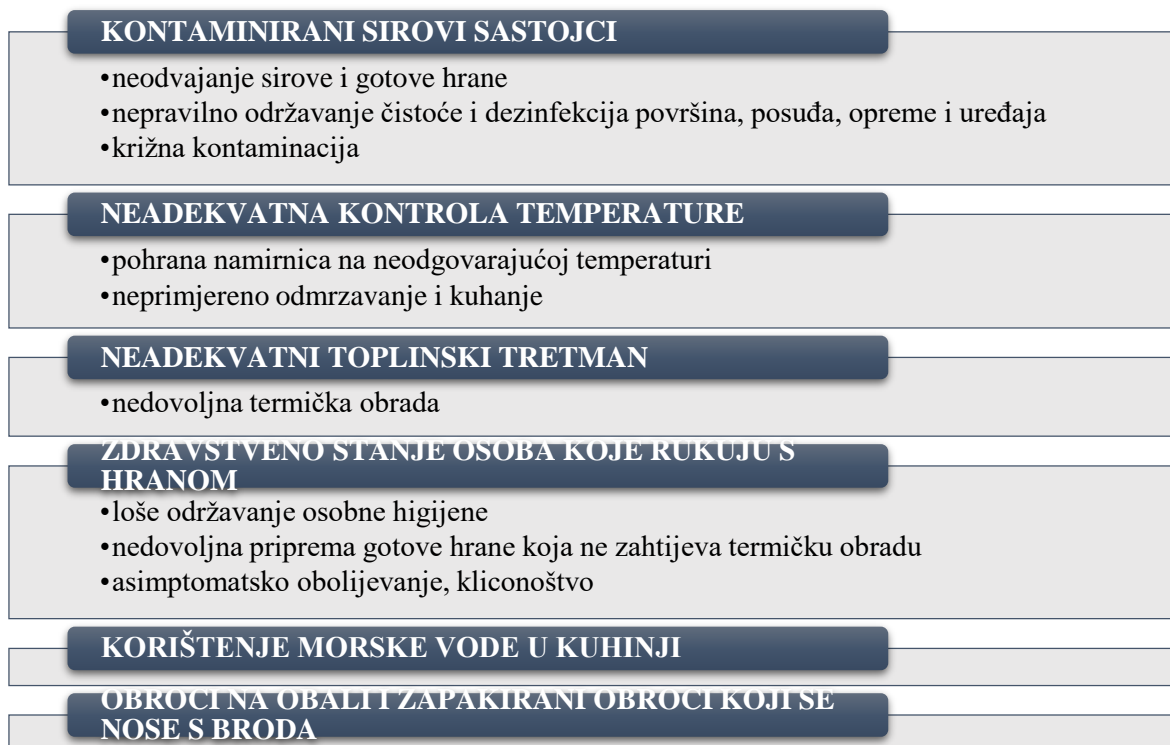 KONTAMINIRANI SIROVI SASTOJCI
•neodvajanje sirove i gotove hrane
•nepravilno održavanje čistoće i dezinfekcija površina, posuđa, opreme i uređaja
•križna kontaminacija
NEADEKVATNA KONTROLA TEMPERATURE
•pohrana namirnica na neodgovarajućoj temperaturi
•neprimjereno odmrzavanje i kuhanje
NEADEKVATNI TOPLINSKI TRETMAN
•nedovoljna termička obrada
ZDRAVSTVENO STANJE OSOBA KOJE RUKUJU S
HRANOM
•loše održavanje osobne higijene
•nedovoljna priprema gotove hrane koja ne zahtijeva termičku obradu
•asimptomatsko obolijevanje, kliconoštvo
KORIŠTENJE MORSKE VODE U KUHINJI
OBROCI NA OBALI I ZAPAKIRANI OBROCI KOJI SE
NOSE S BRODA